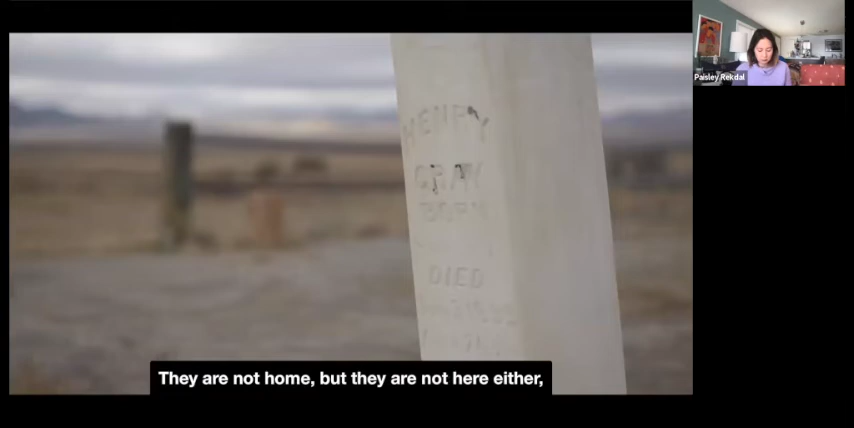 Paisley Rekdal
HENRY
GRAY
BORN
DIED
They are not home, but they are not here either,